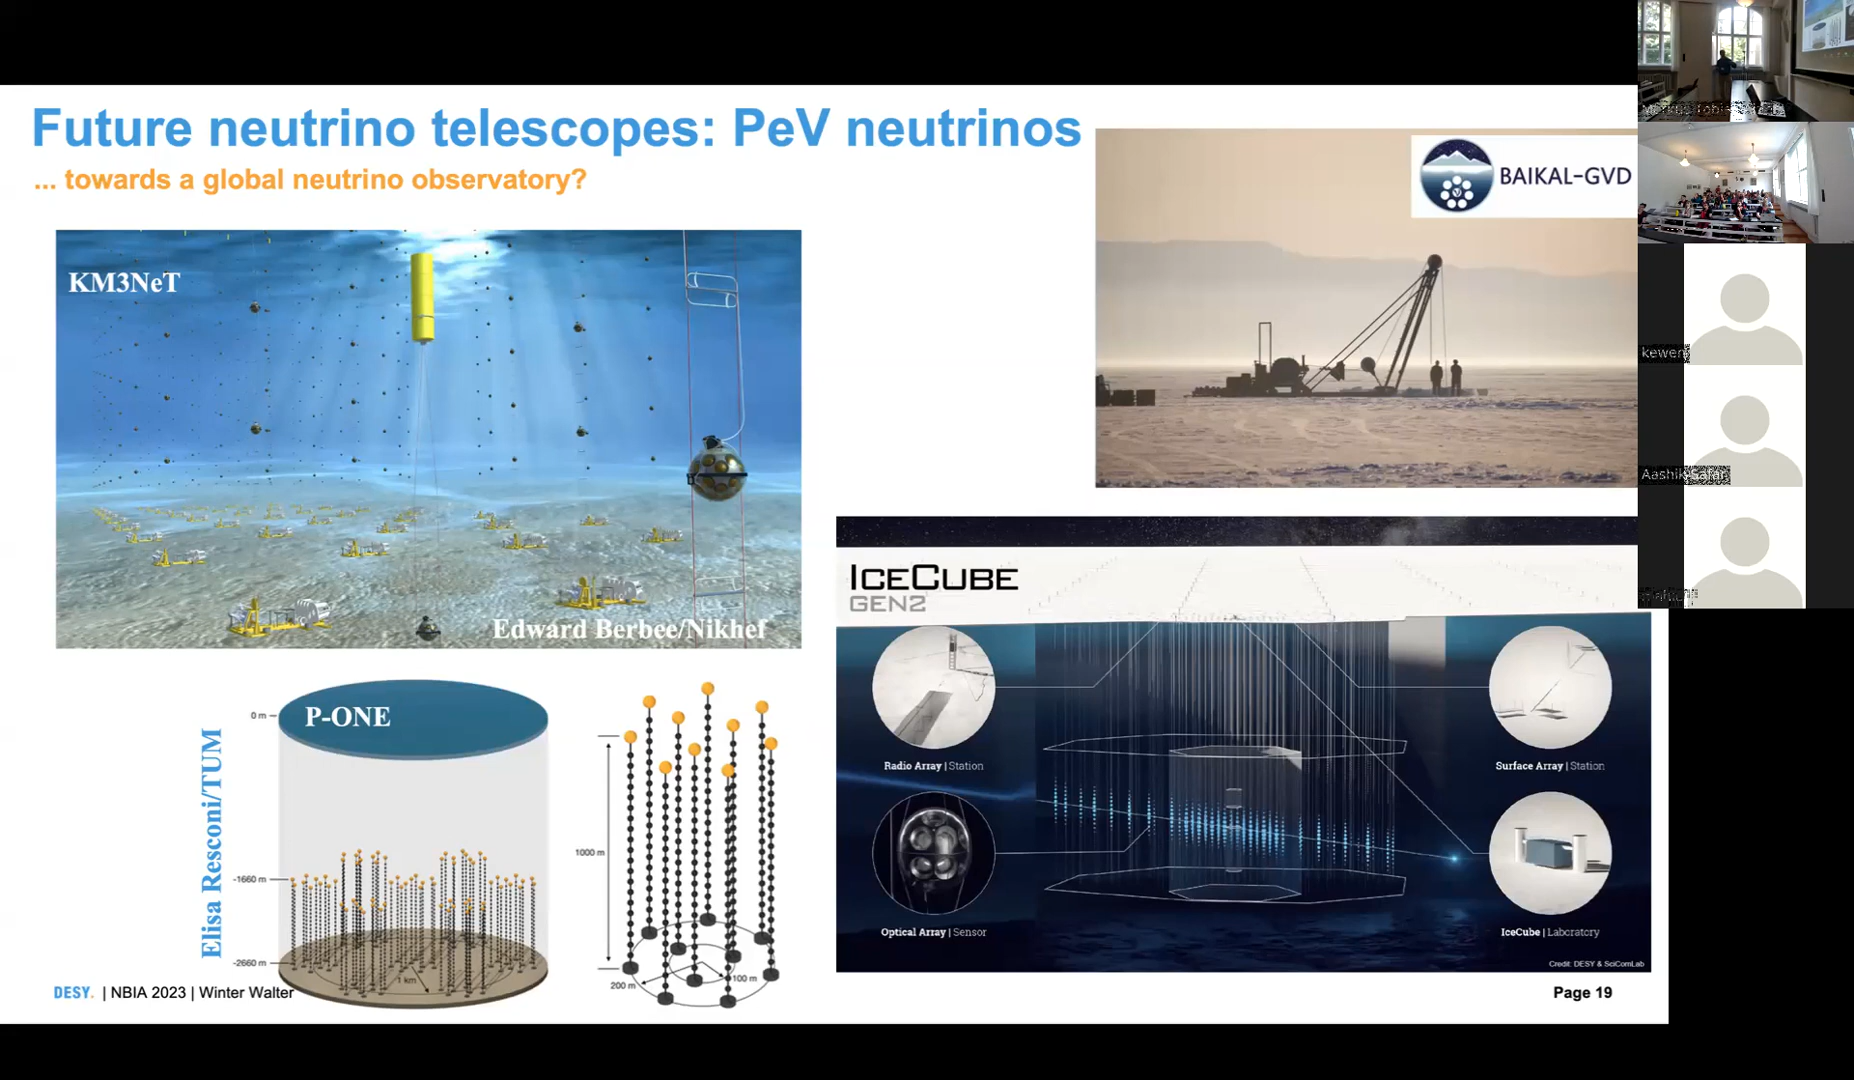 Future neutrino telescopes: PeV neutrinos
... towards a global neutrino observatory?
KM3NeT
Edward Berbee/Nikhef
BAIKAL-GVD
ICECUBE
GEN2
Radio Array | Station
Surface Array | Station
Optical Array | Sensor
IceCube | Laboratory
Credit: DESY & SciComLab
Elisa Resconi/TUM
P-ONE
0 m
-1660 m
-2660 m
1 km
1000 m
200 m
100 m
DESY. | NBIA 2023 | Winter Walter
Page 19
Aashik